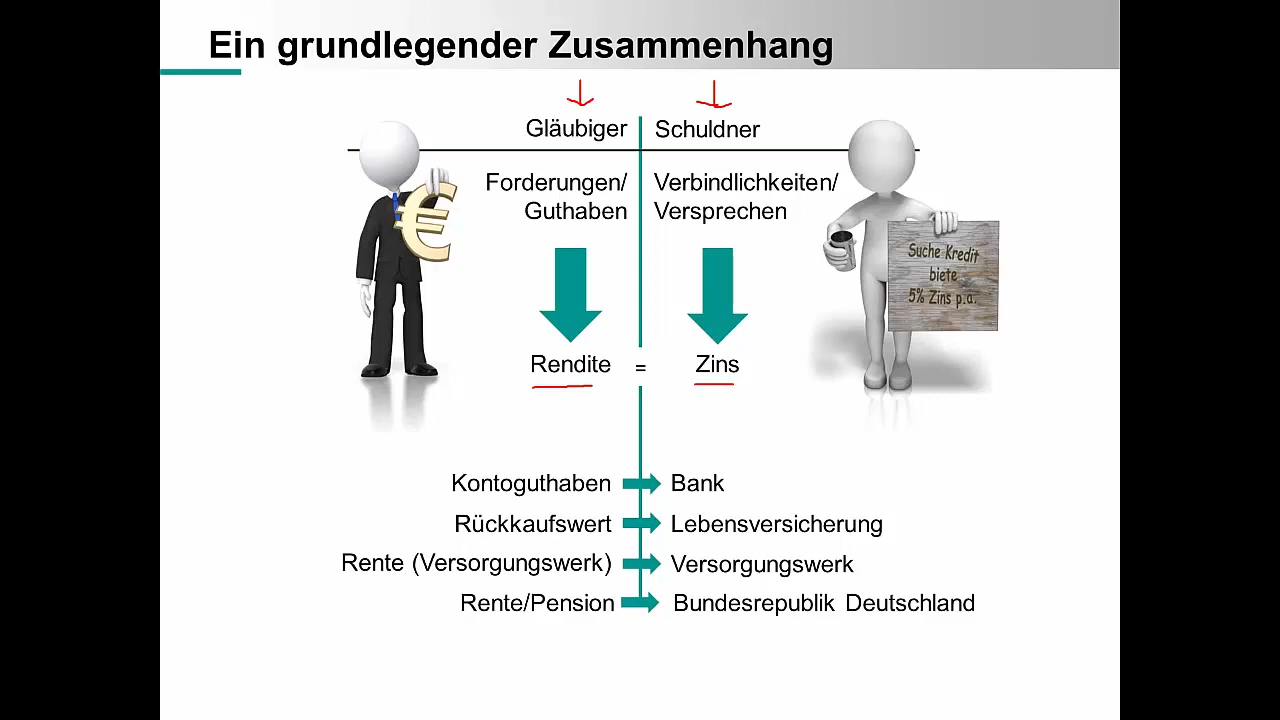 Ein grundlegender Zusammenhang
Gläubiger Schuldner
Forderungen/ Verbindlichkeiten/
Guthaben Versprechen
€
Suche Kredit
biete
5% Zins p.a.
Rendite = Zins
Kontoguthaben Bank
Rückkaufswert Lebensversicherung
Rente (Versorgungswerk) Versorgungswerk
Rente/Pension Bundesrepublik Deutschland